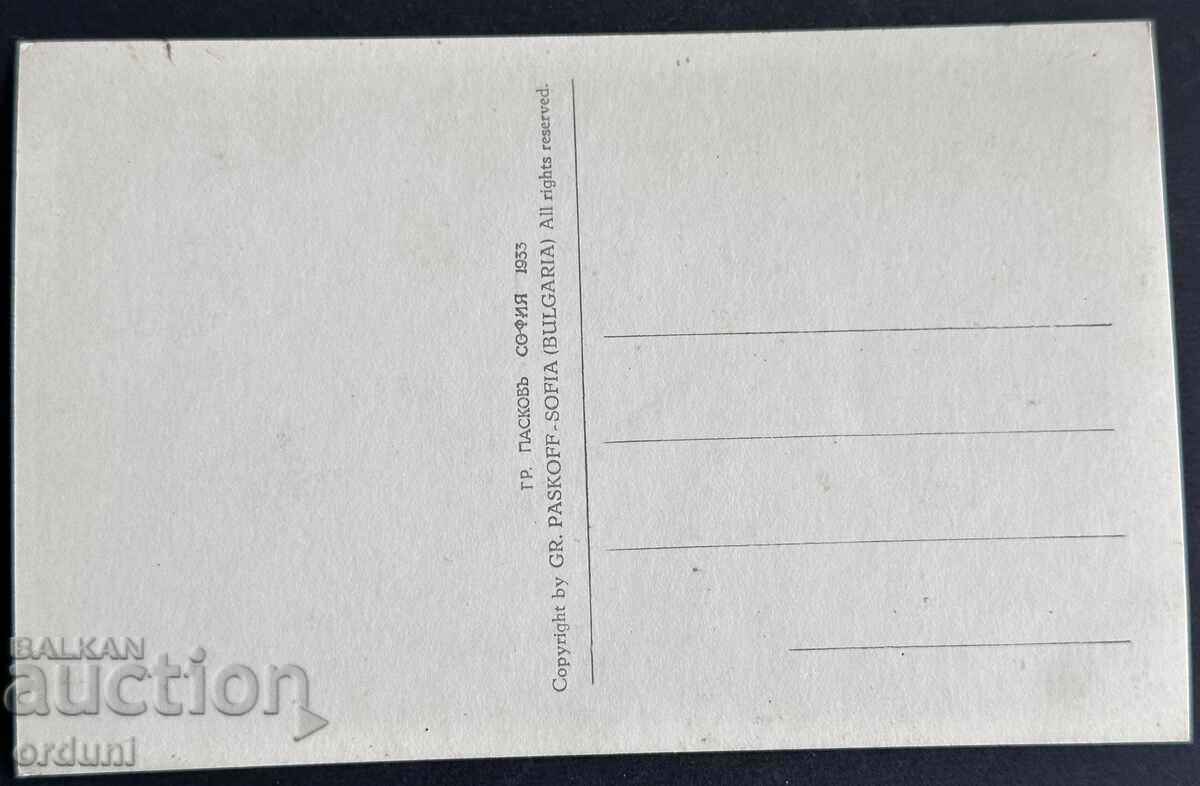 ГР. ПАСКОВЪ СОФИЯ 1933
Copyright by GR. PASKOFF - SOFIA (BULGARIA) All rights reserved.
BALKAN
auction
orduni